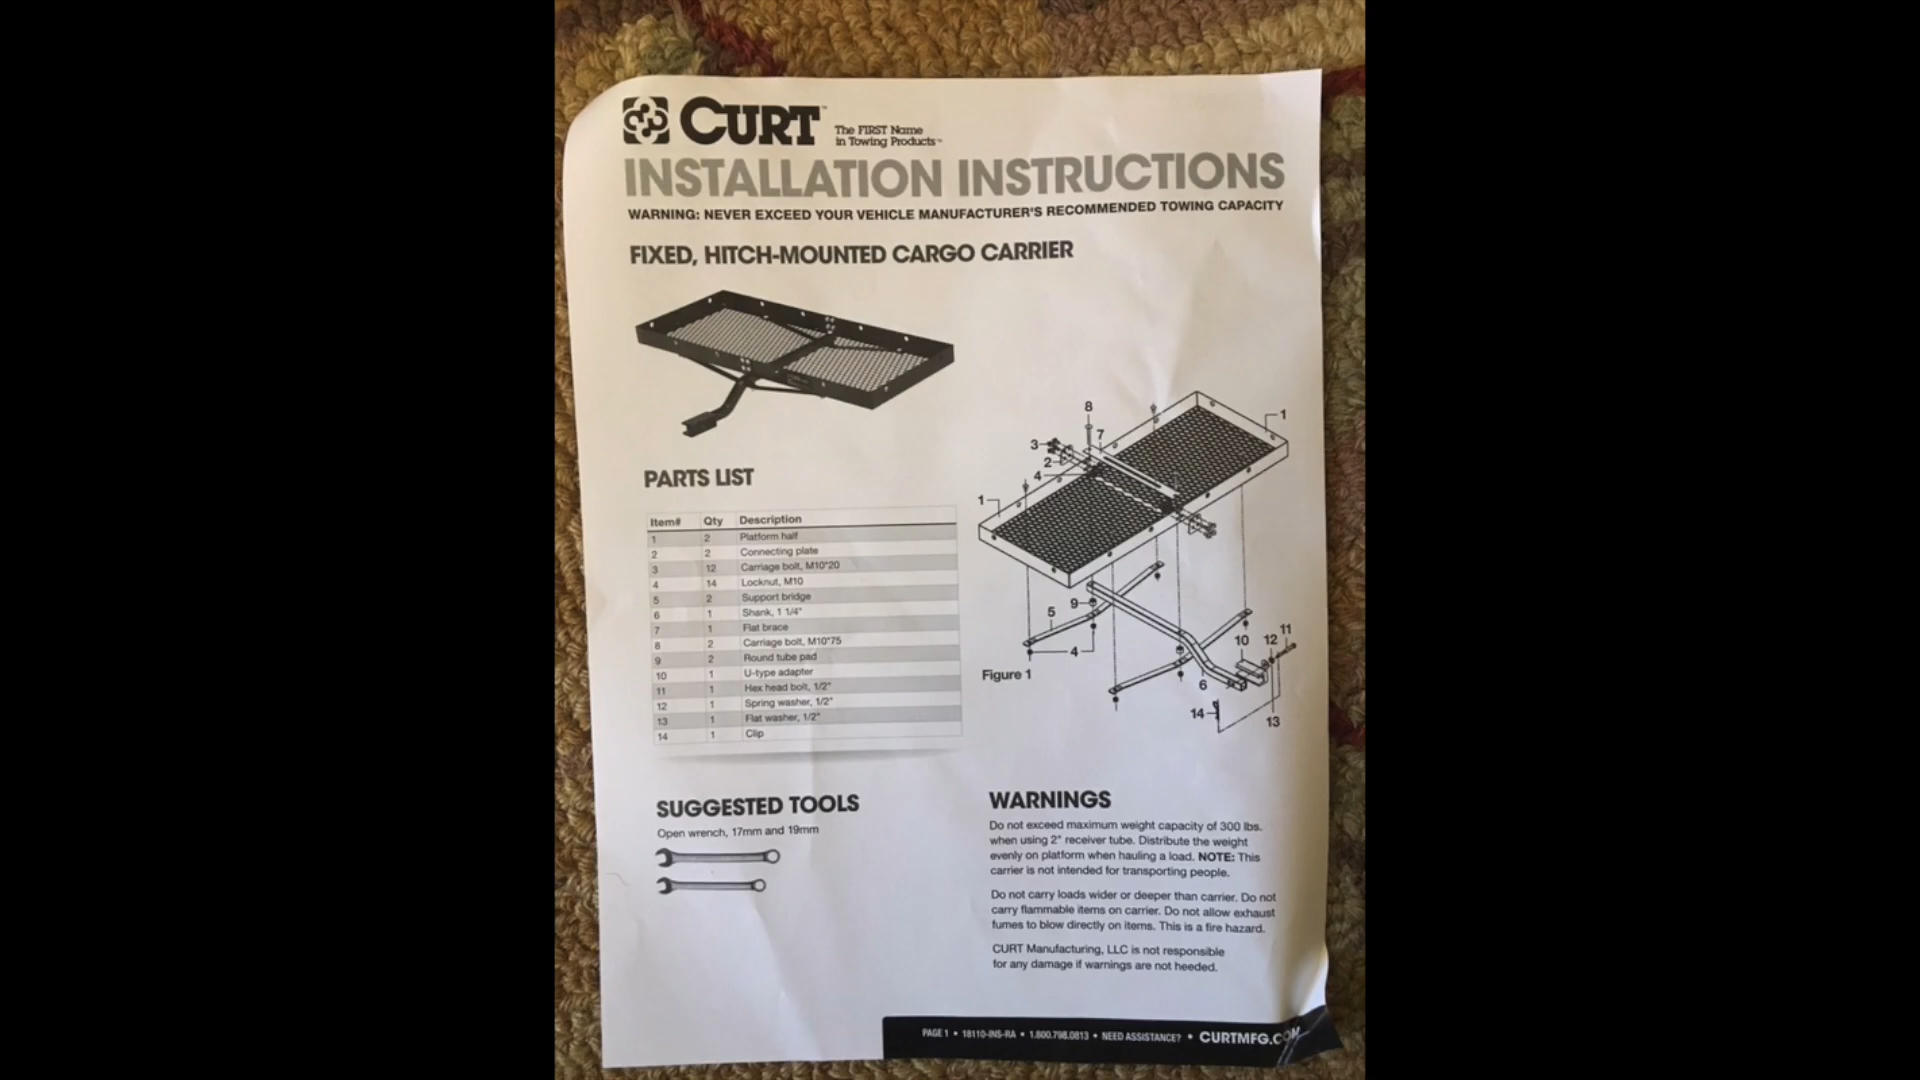 CURT™
The FIRST Name
in Towing Products™
INSTALLATION INSTRUCTIONS
WARNING: NEVER EXCEED YOUR VEHICLE MANUFACTURER'S RECOMMENDED TOWING CAPACITY
FIXED, HITCH-MOUNTED CARGO CARRIER
PARTS LIST
Item# Qty Description
1 2 Platform half
2 2 Connecting plate
3 12 Carriage bolt, M10*20
4 14 Locknut, M10
5 2 Support bridge
6 1 Shank, 1 1/4"
7 1 Flat brace
8 2 Carriage bolt, M10*75
9 2 Round tube pad
10 1 U-type adapter
11 1 Hex head bolt, 1/2"
12 1 Spring washer, 1/2"
13 1 Flat washer, 1/2"
14 1 Clip
8
7
3
2
4
1
1
9
5
4
11
12
10
6
14
13
Figure 1
SUGGESTED TOOLS
Open wrench, 17mm and 19mm
WARNINGS
Do not exceed maximum weight capacity of 300 lbs.
when using 2" receiver tube. Distribute the weight
evenly on platform when hauling a load. NOTE: This
carrier is not intended for transporting people.
Do not carry loads wider or deeper than carrier. Do not
carry flammable items on carrier. Do not allow exhaust
fumes to blow directly on items. This is a fire hazard.
CURT Manufacturing, LLC is not responsible
for any damage if warnings are not heeded.
PAGE 1 • 18110-INS-RA • 1.800.798.0813 • NEED ASSISTANCE? • CURTMFG.COM